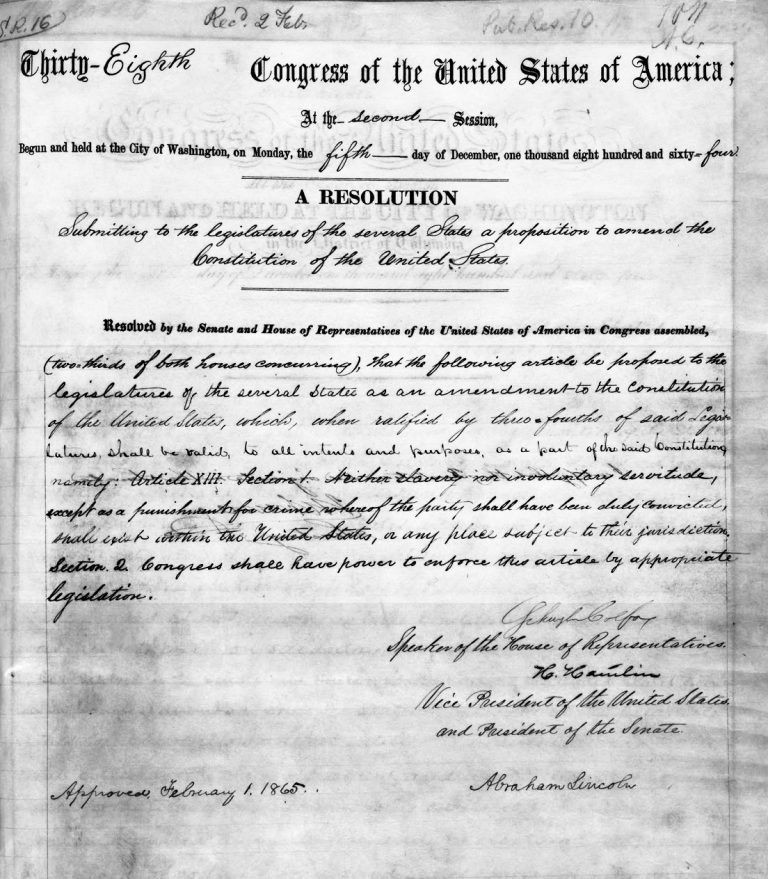 S.R. 16
Rec'd. 2 Feb.
Pub. Res. 10.
Thirty-Eighth Congress of the United States of America;
At the second Session,
Begun and held at the City of Washington, on Monday, the fifth day of December, one thousand eight hundred and sixty-four.
A RESOLUTION
Submitting to the legislatures of the several States a proposition to amend the
Constitution of the United States.
Resolved by the Senate and House of Representatives of the United States of America in Congress assembled,
(two-thirds of both houses concurring), that the following article be proposed to the
legislatures of the several States as an amendment to the Constitution
of the United States, which, when ratified by three-fourths of said Legis-
latures, shall be valid, to all intents and purposes, as a part of the said Constitution,
namely: Article XIII. Section 1. Neither slavery nor involuntary servitude,
except as a punishment for crime whereof the party shall have been duly convicted,
shall exist within the United States, or any place subject to their jurisdiction.
Section. 2. Congress shall have power to enforce this article by appropriate
legislation.
Schuyler Colfax
Speaker of the House of Representatives.
H. Hamlin
Vice President of the United States,
and President of the Senate.
Approved, February 1. 1865.
Abraham Lincoln